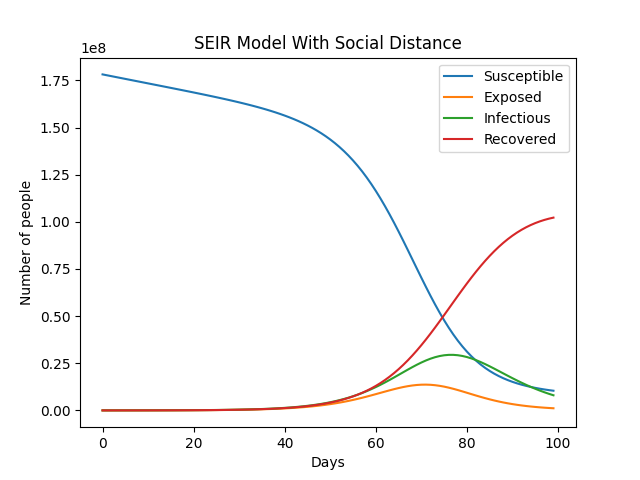 SEIR Model With Social Distance
1e8
1.75
1.50
1.25
1.00
0.75
0.50
0.25
0.00
Number of people
Susceptible
Exposed
Infectious
Recovered
0 20 40 60 80 100
Days